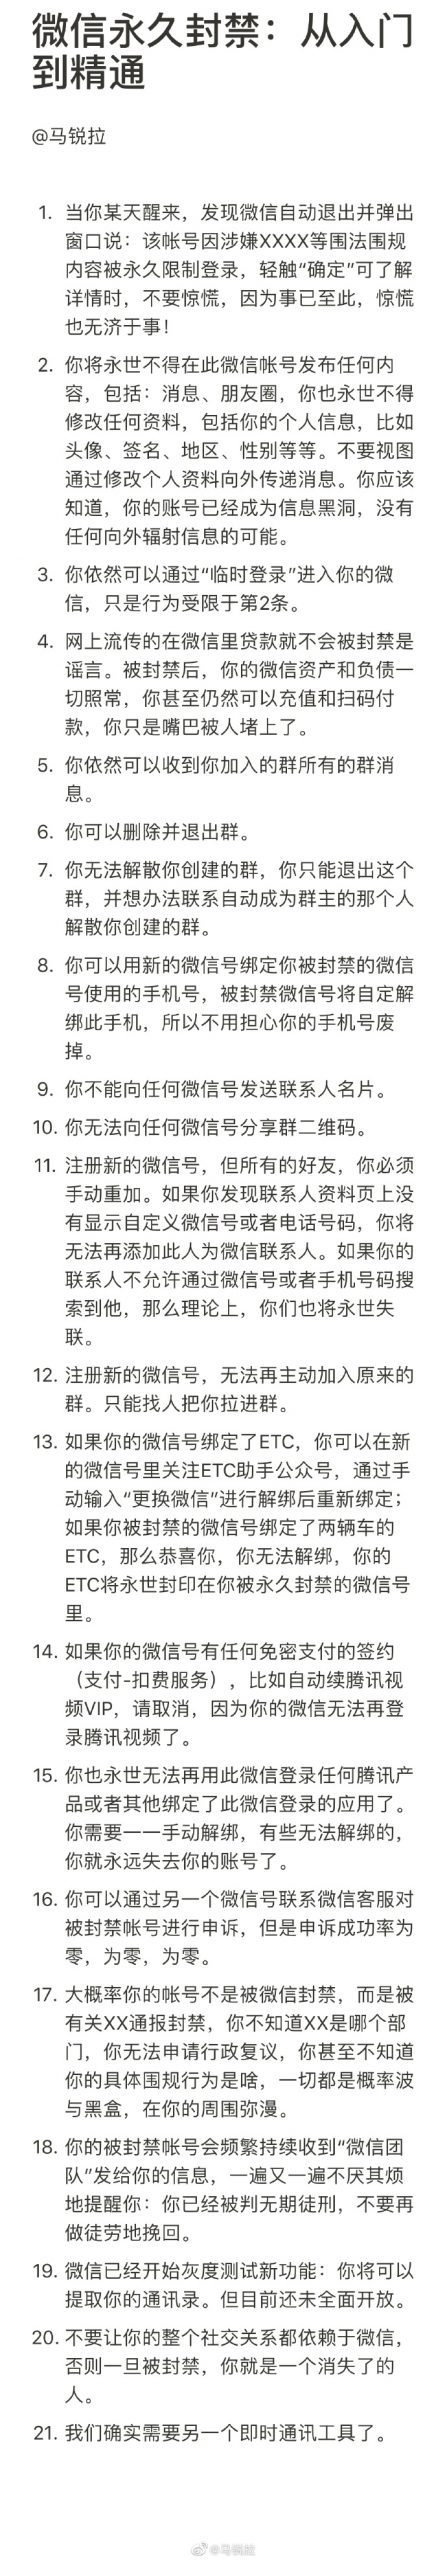 微信永久封禁：从入门
到精通
@马锐拉
1. 当你某天醒来，发现微信自动退出并弹出
窗口说：该帐号因涉嫌XXXX等围法围规
内容被永久限制登录，轻触“确定”可了解
详情时，不要惊慌，因为事已至此，惊慌
也无济于事！
2. 你将永世不得在此微信帐号发布任何内
容，包括：消息、朋友圈，你也永世不得
修改任何资料，包括你的个人信息，比如
头像、签名、地区、性别等等。不要视图
通过修改个人资料向外传递消息。你应该
知道，你的账号已经成为信息黑洞，没有
任何向外辐射信息的可能。
3. 你依然可以通过“临时登录”进入你的微
信，只是行为受限于第2条。
4. 网上流传的在微信里贷款就不会被封禁是
谣言。被封禁后，你的微信资产和负债一
切照常，你甚至仍然可以充值和扫码付
款，你只是嘴巴被人堵上了。
5. 你依然可以收到你加入的群所有的群消
息。
6. 你可以删除并退出群。
7. 你无法解散你创建的群，你只能退出这个
群，并想办法联系自动成为群主的那个人
解散你创建的群。
8. 你可以用新的微信号绑定你被封禁的微信
号使用的手机号，被封禁微信号将自定解
绑此手机，所以不用担心你的手机号废
掉。
9. 你不能向任何微信号发送联系人名片。
10. 你无法向任何微信号分享群二维码。
11. 注册新的微信号，但所有的好友，你必须
手动重加。如果你发现联系人资料页上没
有显示自定义微信号或者电话号码，你将
无法再添加此人为微信联系人。如果你的
联系人不允许通过微信号或者手机号码搜
索到他，那么理论上，你们也将永世失
联。
12. 注册新的微信号，无法再主动加入原来的
群。只能找人把你拉进群。
13. 如果你的微信号绑定了ETC，你可以在新
的微信号里关注ETC助手公众号，通过手
动输入“更换微信”进行解绑后重新绑定；
如果你被封禁的微信号绑定了两辆车的
ETC，那么恭喜你，你无法解绑，你的
ETC将永世封印在你被永久封禁的微信号
里。
14. 如果你的微信号有任何免密支付的签约
（支付-扣费服务），比如自动续腾讯视
频VIP，请取消，因为你的微信无法再登
录腾讯视频了。
15. 你也永世无法再用此微信登录任何腾讯产
品或者其他绑定了此微信登录的应用了。
你需要一一手动解绑，有些无法解绑的，
你就永远失去你的账号了。
16. 你可以通过另一个微信号联系微信客服对
被封禁帐号进行申诉，但是申诉成功率为
零，为零，为零。
17. 大概率你的帐号不是被微信封禁，而是被
有关XX通报封禁，你不知道XX是哪个部
门，你无法申请行政复议，你甚至不知道
你的具体围规行为是啥，一切都是概率波
与黑盒，在你的周围弥漫。
18. 你的被封禁帐号会频繁持续收到“微信团
队”发给你的信息，一遍又一遍不厌其烦
地提醒你：你已经被判无期徒刑，不要再
做徒劳地挽回。
19. 微信已经开始灰度测试新功能：你将可以
提取你的通讯录。但目前还未全面开放。
20. 不要让你的整个社交关系都依赖于微信，
否则一旦被封禁，你就是一个消失了的
人。
21. 我们确实需要另一个即时通讯工具了。
@马锐拉